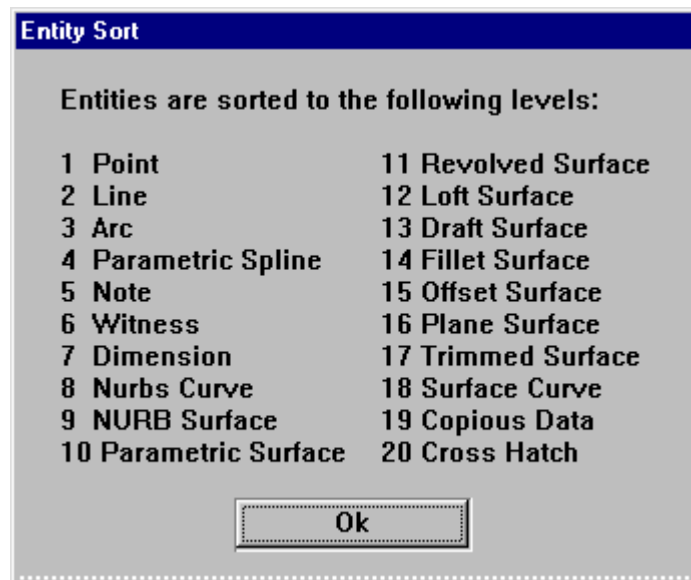 Entity Sort
Entities are sorted to the following levels:
1 Point
2 Line
3 Arc
4 Parametric Spline
5 Note
6 Witness
7 Dimension
8 Nurbs Curve
9 NURB Surface
10 Parametric Surface
11 Revolved Surface
12 Loft Surface
13 Draft Surface
14 Fillet Surface
15 Offset Surface
16 Plane Surface
17 Trimmed Surface
18 Surface Curve
19 Copious Data
20 Cross Hatch
Ok